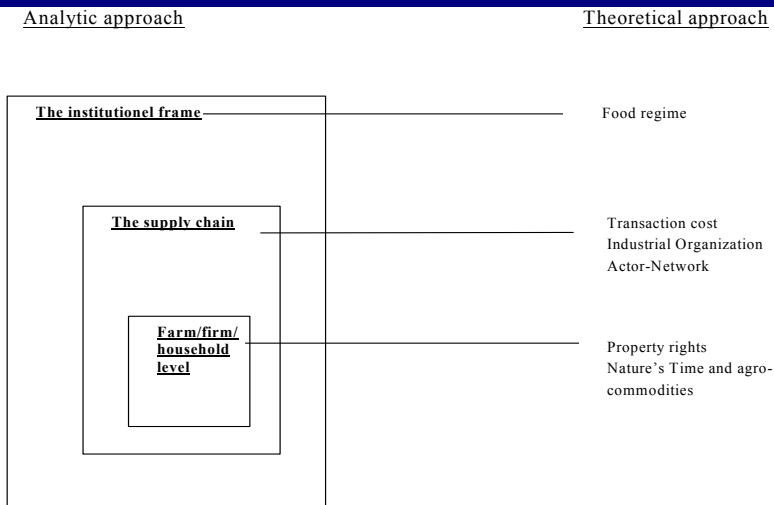 Analytic approach
Theoretical approach
The institutionel frame
Food regime
The supply chain
Transaction cost
Industrial Organization
Actor-Network
Farm/firm/
household
level
Property rights
Nature's Time and agro-
commodities